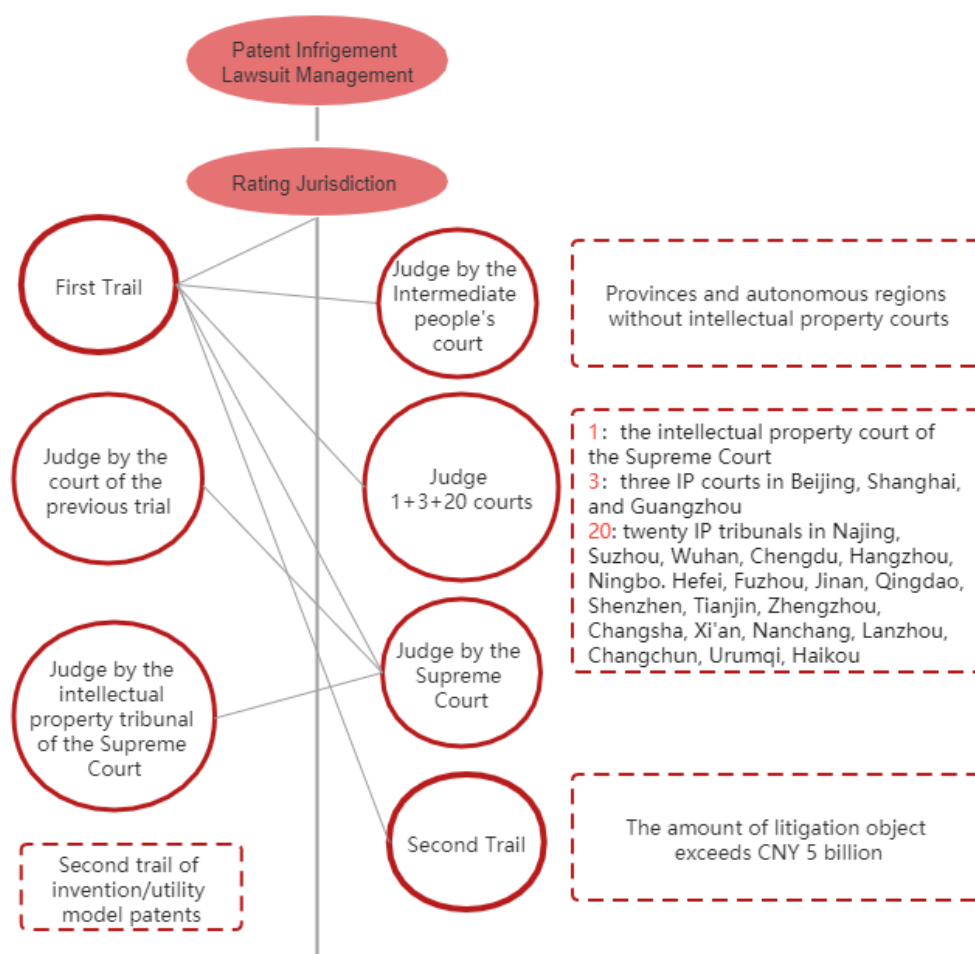 Patent Infrigement
Lawsuit Management
Rating Jurisdiction
First Trail
Judge by the
Intermediate
people's
court
Provinces and autonomous regions
without intellectual property courts
Judge by the
court of the
previous trial
Judge
1+3+20 courts
1: the intellectual property court of
the Supreme Court
3: three IP courts in Beijing, Shanghai,
and Guangzhou
20: twenty IP tribunals in Najing,
Suzhou, Wuhan, Chengdu, Hangzhou,
Ningbo. Hefei, Fuzhou, Jinan, Qingdao,
Shenzhen, Tianjin, Zhengzhou,
Changsha, Xi'an, Nanchang, Lanzhou,
Changchun, Urumqi, Haikou
Judge by the
intellectual
property tribunal
of the Supreme
Court
Judge by the
Supreme
Court
Second Trail
The amount of litigation object
exceeds CNY 5 billion
Second trail of
invention/utility
model patents